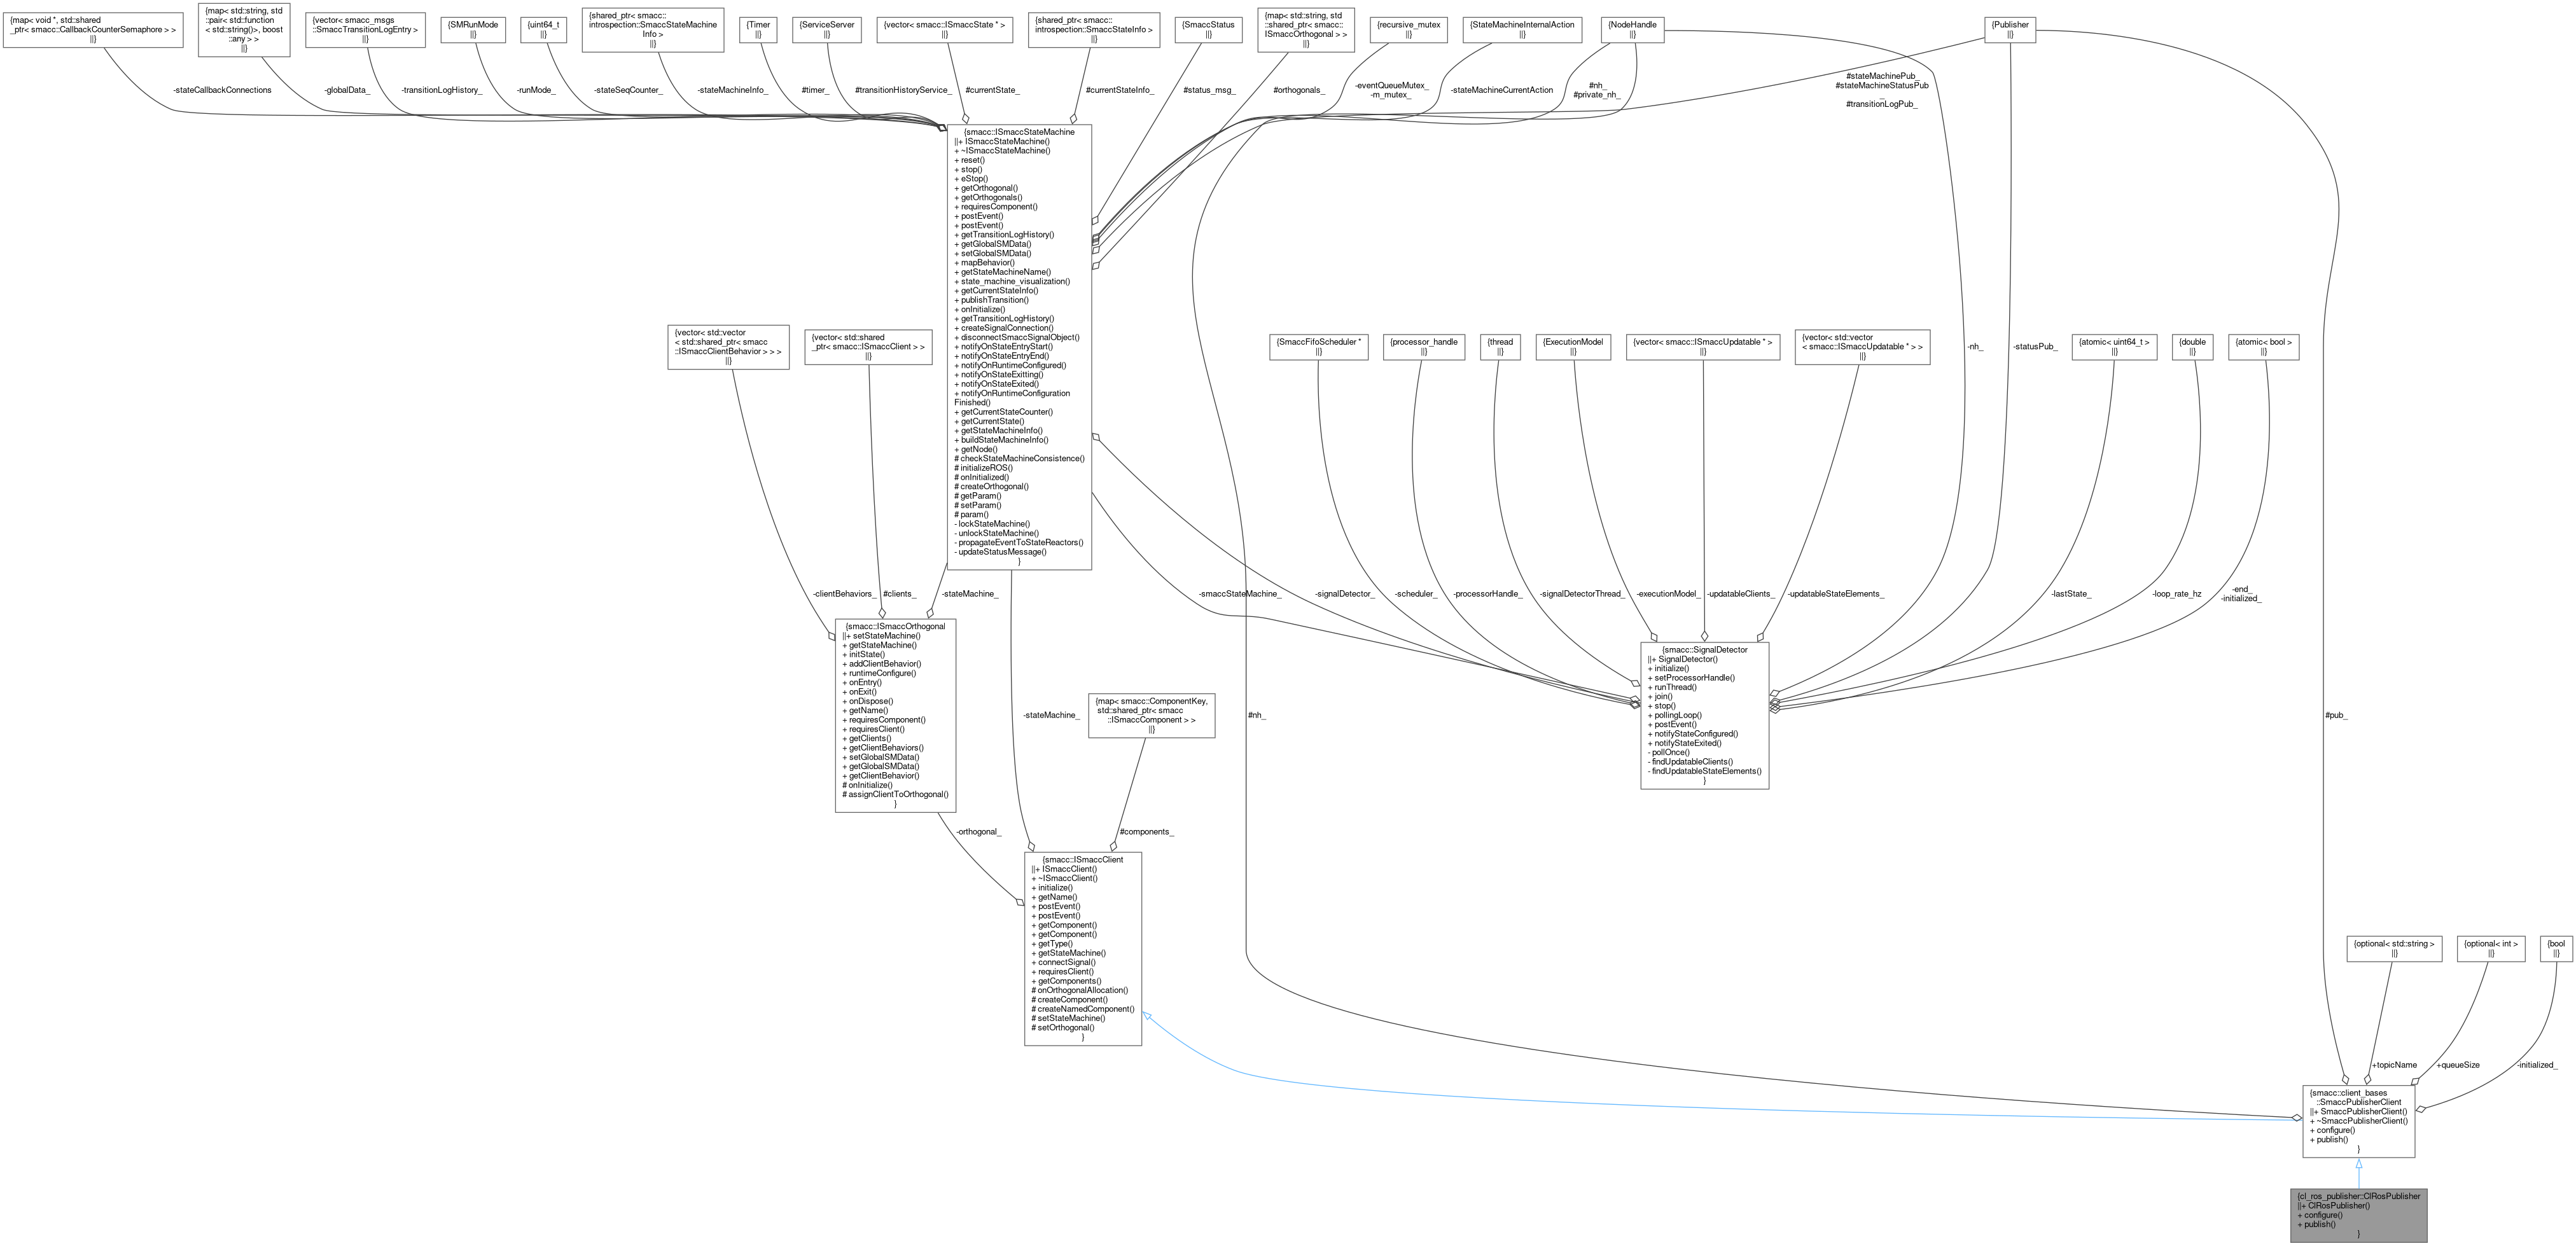 {map< void *, std::shared
_ptr< smacc::CallbackCounterSemaphore > >
||}
{map< std::string, std
::pair< std::function
< std::string()>, boost
::any > >
||}
{vector< smacc_msgs
::SmaccTransitionLogEntry >
||}
{SMRunMode
||}
{uint64_t
||}
{shared_ptr< smacc::
introspection::SmaccStateMachine
Info >
||}
{Timer
||}
{ServiceServer
||}
{vector< smacc::ISmaccState * >
||}
{shared_ptr< smacc::
introspection::SmaccStateInfo >
||}
{SmaccStatus
||}
{map< std::string, std
::shared_ptr< smacc::
ISmaccOrthogonal > >
||}
{recursive_mutex
||}
{StateMachineInternalAction
||}
{NodeHandle
||}
{Publisher
||}
-stateCallbackConnections
-globalData_
-transitionLogHistory_
-runMode_
-stateSeqCounter_
-stateMachineInfo_
#timer_
#transitionHistoryService_
#currentState_
#currentStateInfo_
#status_msg_
#orthogonals_
-eventQueueMutex_
-m_mutex_
-stateMachineCurrentAction
#nh_
#private_nh_
#stateMachinePub_
#stateMachineStatusPub
_
#transitionLogPub_
{smacc::ISmaccStateMachine
||+ ISmaccStateMachine()
+ ~ISmaccStateMachine()
+ reset()
+ stop()
+ eStop()
+ getOrthogonal()
+ getOrthogonals()
+ requiresComponent()
+ postEvent()
+ postEvent()
+ getTransitionLogHistory()
+ getGlobalSMData()
+ setGlobalSMData()
+ mapBehavior()
+ getStateMachineName()
+ state_machine_visualization()
+ getCurrentStateInfo()
+ publishTransition()
+ onInitialize()
+ getTransitionLogHistory()
+ createSignalConnection()
+ disconnectSmaccSignalObject()
+ notifyOnStateEntryStart()
+ notifyOnStateEntryEnd()
+ notifyOnRuntimeConfigured()
+ notifyOnStateExitting()
+ notifyOnStateExited()
+ notifyOnRuntimeConfiguration
Finished()
+ getCurrentStateCounter()
+ getCurrentState()
+ getStateMachineInfo()
+ buildStateMachineInfo()
+ getNode()
# checkStateMachineConsistence()
# initializeROS()
# onInitialized()
# createOrthogonal()
# getParam()
# setParam()
# param()
- lockStateMachine()
- unlockStateMachine()
- propagateEventToStateReactors()
- updateStatusMessage()
}
{vector< std::vector
< std::shared_ptr< smacc
::ISmaccClientBehavior > > >
||}
{vector< std::shared
_ptr< smacc::ISmaccClient > >
||}
{SmaccFifoScheduler *
||}
{processor_handle
||}
{thread
||}
{ExecutionModel
||}
{vector< smacc::ISmaccUpdatable * >
||}
{vector< std::vector
< smacc::ISmaccUpdatable * > >
||}
-nh_
-statusPub_
{atomic< uint64_t >
||}
{double
||}
{atomic< bool >
||}
-clientBehaviors_
#clients_
-stateMachine_
-smaccStateMachine_
-signalDetector_
-scheduler_
-processorHandle_
-signalDetectorThread_
-executionModel_
-updatableClients_
-updatableStateElements_
-lastState_
-loop_rate_hz
-end_
-initialized_
{smacc::ISmaccOrthogonal
||+ setStateMachine()
+ getStateMachine()
+ initState()
+ addClientBehavior()
+ runtimeConfigure()
+ onEntry()
+ onExit()
+ onDispose()
+ getName()
+ requiresComponent()
+ requiresClient()
+ getClients()
+ getClientBehaviors()
+ setGlobalSMData()
+ getGlobalSMData()
+ getClientBehavior()
# onInitialize()
# assignClientToOrthogonal()
}
{smacc::SignalDetector
||+ SignalDetector()
+ initialize()
+ setProcessorHandle()
+ runThread()
+ join()
+ stop()
+ pollingLoop()
+ postEvent()
+ notifyStateConfigured()
+ notifyStateExited()
- pollOnce()
- findUpdatableClients()
- findUpdatableStateElements()
}
-stateMachine_
{map< smacc::ComponentKey,
std::shared_ptr< smacc
::ISmaccComponent > >
||}
#nh_
#pub_
-orthogonal_
#components_
{smacc::ISmaccClient
||+ ISmaccClient()
+ ~ISmaccClient()
+ initialize()
+ getName()
+ postEvent()
+ postEvent()
+ getComponent()
+ getComponent()
+ getType()
+ getStateMachine()
+ connectSignal()
+ requiresClient()
+ getComponents()
# onOrthogonalAllocation()
# createComponent()
# createNamedComponent()
# setStateMachine()
# setOrthogonal()
}
{optional< std::string >
||}
{optional< int >
||}
{bool
||}
+topicName
+queueSize
-initialized_
{smacc::client_bases
::SmaccPublisherClient
||+ SmaccPublisherClient()
+ ~SmaccPublisherClient()
+ configure()
+ publish()
}
{cl_ros_publisher::ClRosPublisher
||+ ClRosPublisher()
+ configure()
+ publish()
}